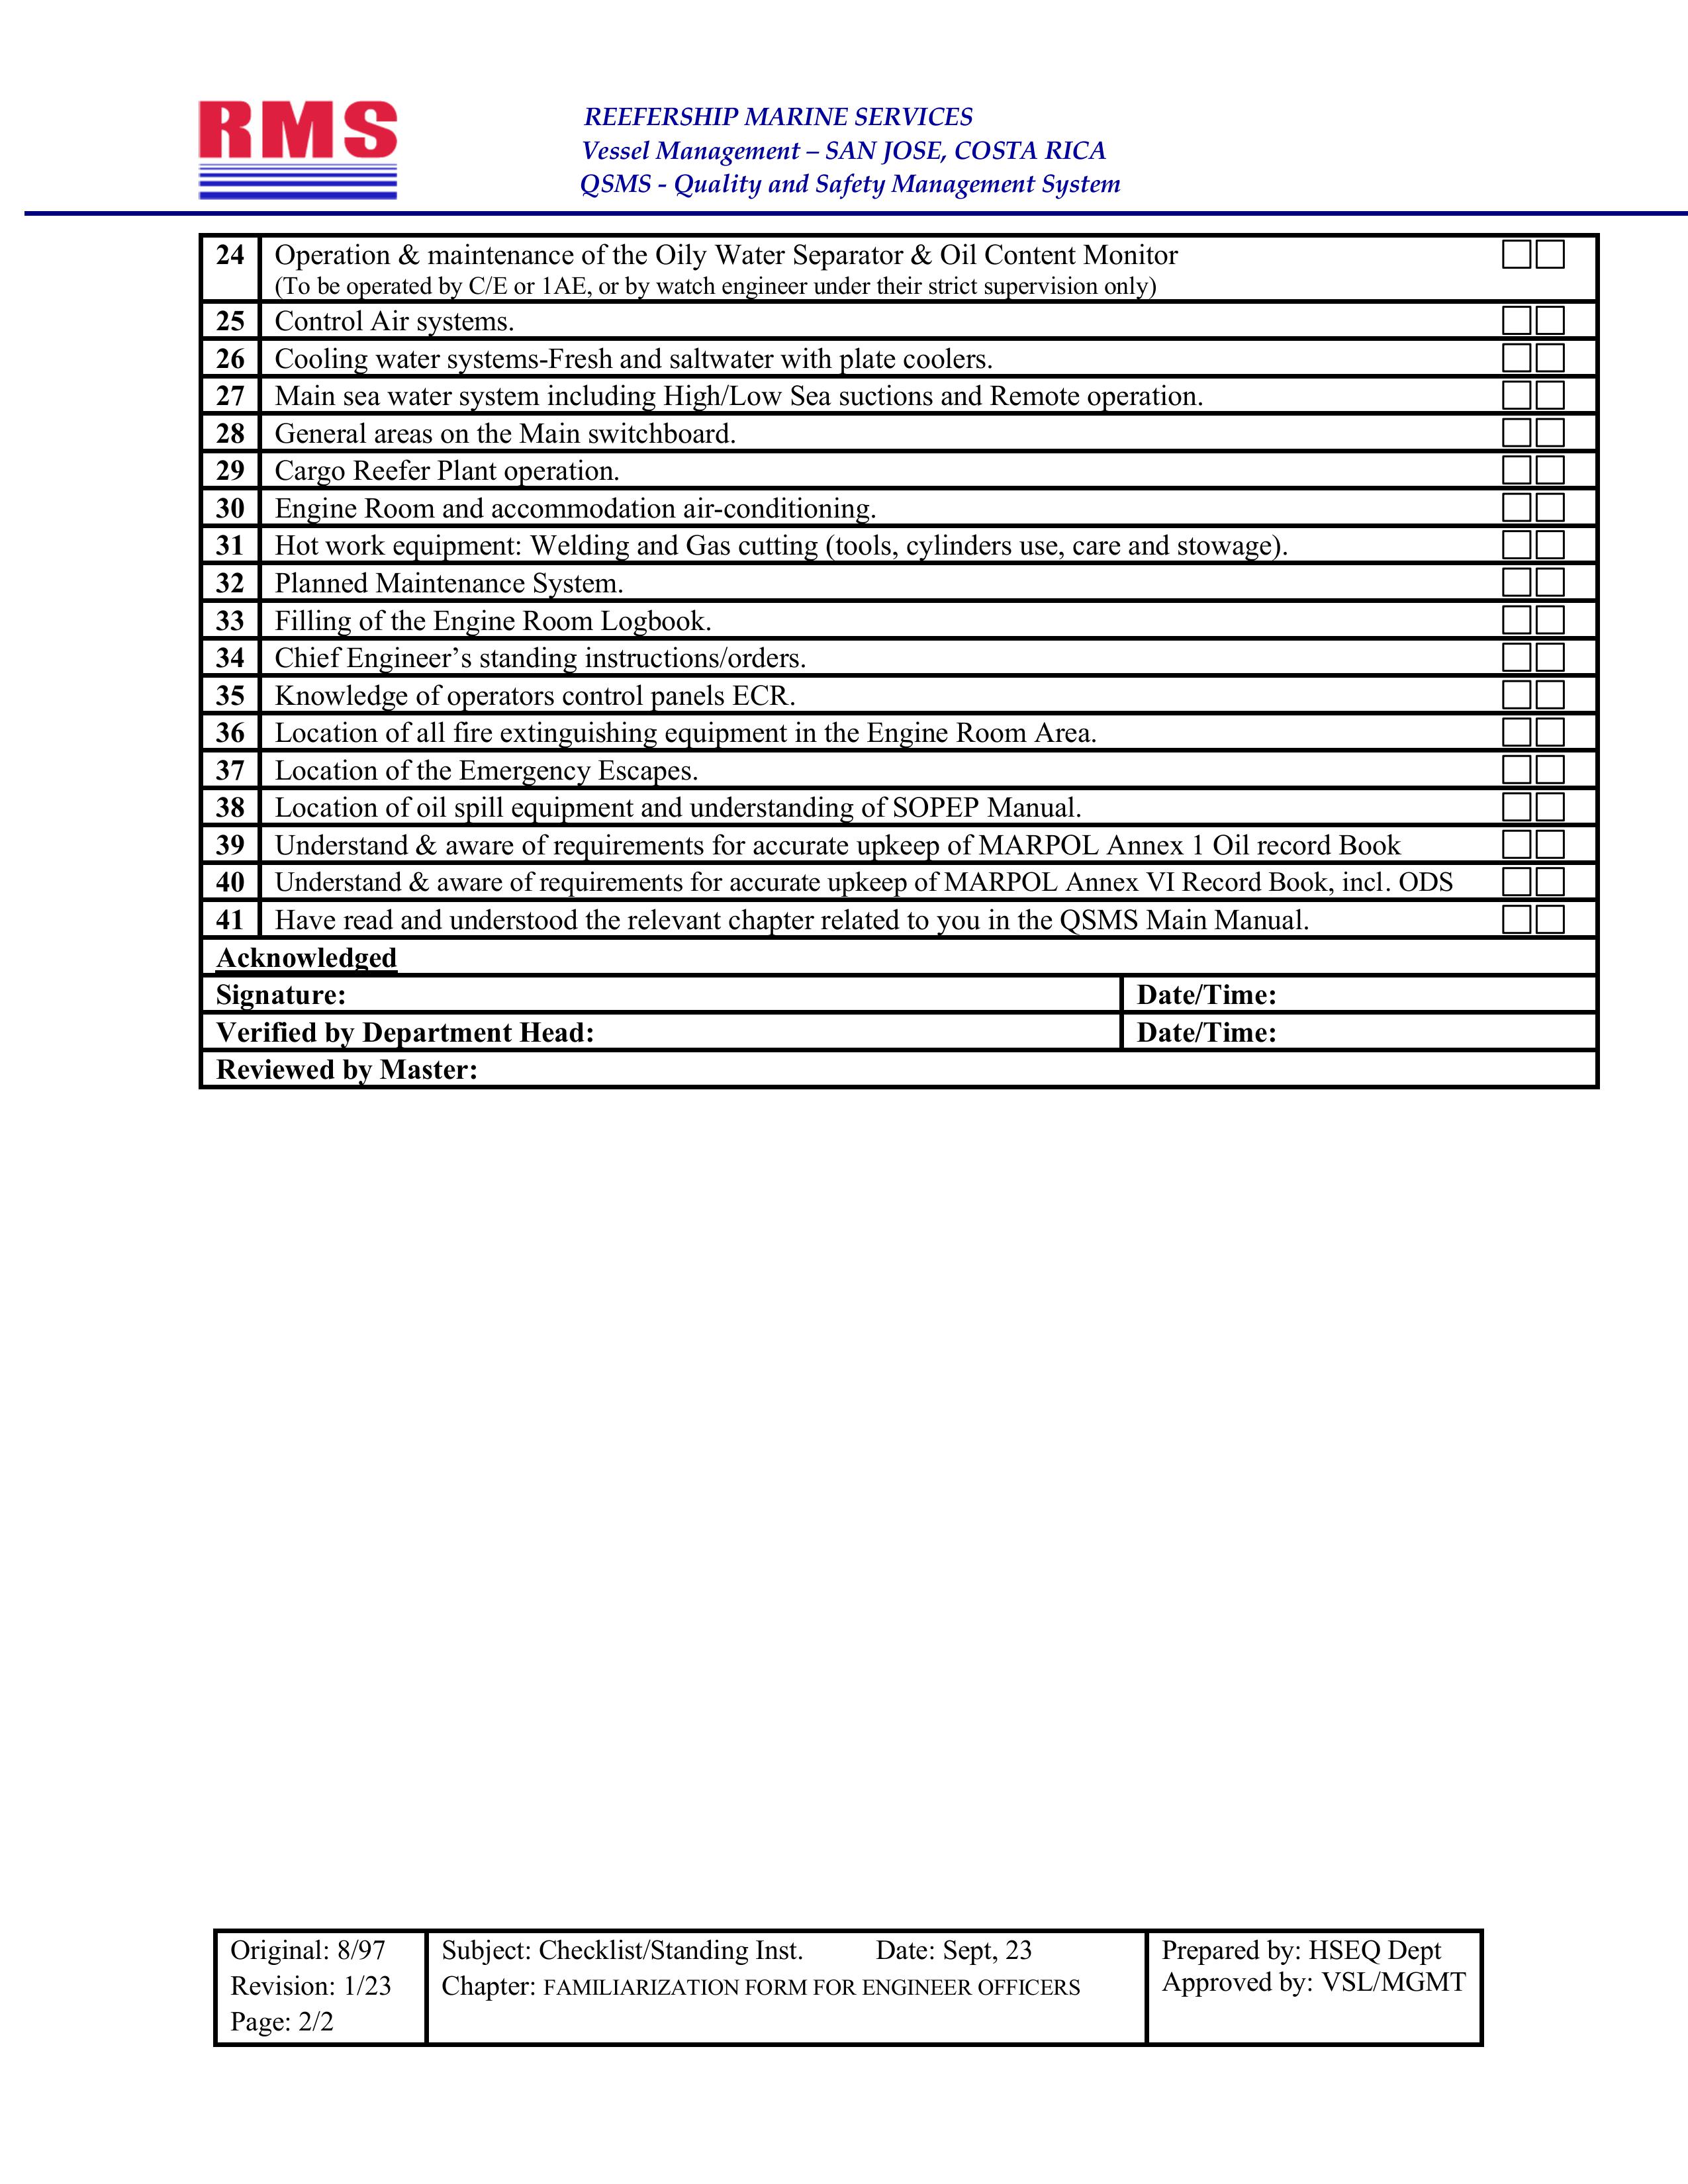 RMS
REEFERSHIP MARINE SERVICES
Vessel Management – SAN JOSE, COSTA RICA
QSMS - Quality and Safety Management System
24 Operation & maintenance of the Oily Water Separator & Oil Content Monitor
(To be operated by C/E or 1AE, or by watch engineer under their strict supervision only)
25 Control Air systems.
26 Cooling water systems-Fresh and saltwater with plate coolers.
27 Main sea water system including High/Low Sea suctions and Remote operation.
28 General areas on the Main switchboard.
29 Cargo Reefer Plant operation.
30 Engine Room and accommodation air-conditioning.
31 Hot work equipment: Welding and Gas cutting (tools, cylinders use, care and stowage).
32 Planned Maintenance System.
33 Filling of the Engine Room Logbook.
34 Chief Engineer’s standing instructions/orders.
35 Knowledge of operators control panels ECR.
36 Location of all fire extinguishing equipment in the Engine Room Area.
37 Location of the Emergency Escapes.
38 Location of oil spill equipment and understanding of SOPEP Manual.
39 Understand & aware of requirements for accurate upkeep of MARPOL Annex 1 Oil record Book
40 Understand & aware of requirements for accurate upkeep of MARPOL Annex VI Record Book, incl. ODS
41 Have read and understood the relevant chapter related to you in the QSMS Main Manual.
Acknowledged
Signature: Date/Time:
Verified by Department Head: Date/Time:
Reviewed by Master:
Original: 8/97
Revision: 1/23
Page: 2/2
Subject: Checklist/Standing Inst. Date: Sept, 23
Chapter: FAMILIARIZATION FORM FOR ENGINEER OFFICERS
Prepared by: HSEQ Dept
Approved by: VSL/MGMT